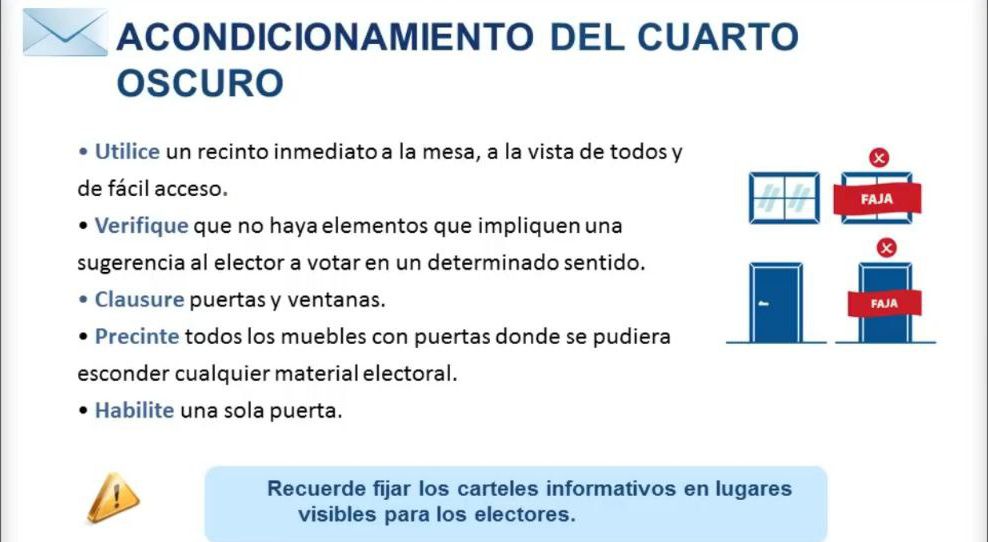 ACONDICIONAMIENTO DEL CUARTO
OSCURO
• Utilice un recinto inmediato a la mesa, a la vista de todos y
de fácil acceso.
• Verifique que no haya elementos que impliquen una
sugerencia al elector a votar en un determinado sentido.
• Clausure puertas y ventanas.
• Precinte todos los muebles con puertas donde se pudiera
esconder cualquier material electoral.
• Habilite una sola puerta.
FAJA
FAJA
Recuerde fijar los carteles informativos en lugares
visibles para los electores.